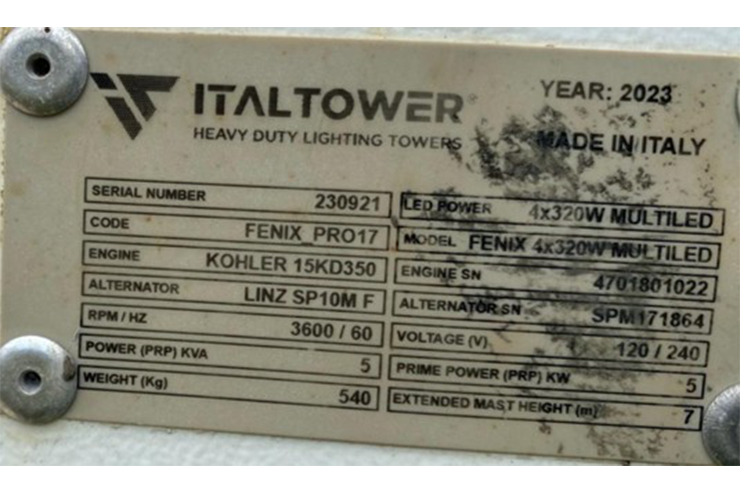 ITALTOWER®
HEAVY DUTY LIGHTING TOWERS
YEAR: 2023
MADE IN ITALY
SERIAL NUMBER 230921
CODE FENIX_PRO17
ENGINE KOHLER 15KD350
ALTERNATOR LINZ SP10M F
RPM / HZ 3600 / 60
POWER (PRP) KVA 5
WEIGHT (Kg) 540
LED POWER 4x320W MULTILED
MODEL FENIX 4x320W MULTILED
ENGINE SN 4701801022
ALTERNATOR SN SPM171864
VOLTAGE (V) 120 / 240
PRIME POWER (PRP) KW 5
EXTENDED MAST HEIGHT (m) 7